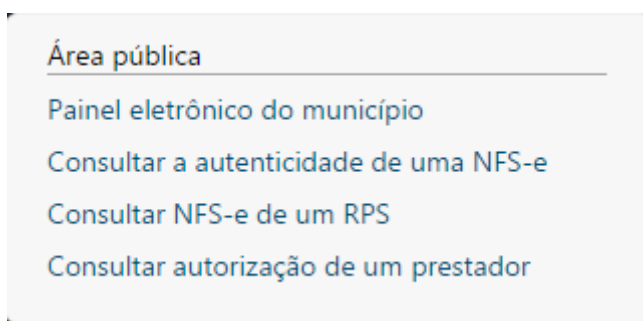 Área pública
Painel eletrônico do município
Consultar a autenticidade de uma NFS-e
Consultar NFS-e de um RPS
Consultar autorização de um prestador